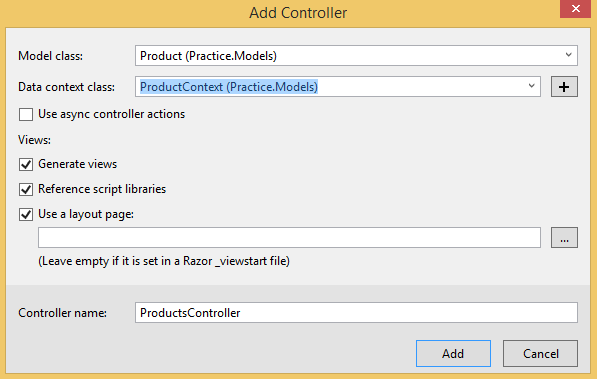 Add Controller
Model class: Product (Practice.Models)
Data context class: ProductContext (Practice.Models) +
Use async controller actions
Views:
Generate views
Reference script libraries
Use a layout page:
...
(Leave empty if it is set in a Razor _viewstart file)
Controller name: ProductsController
Add Cancel